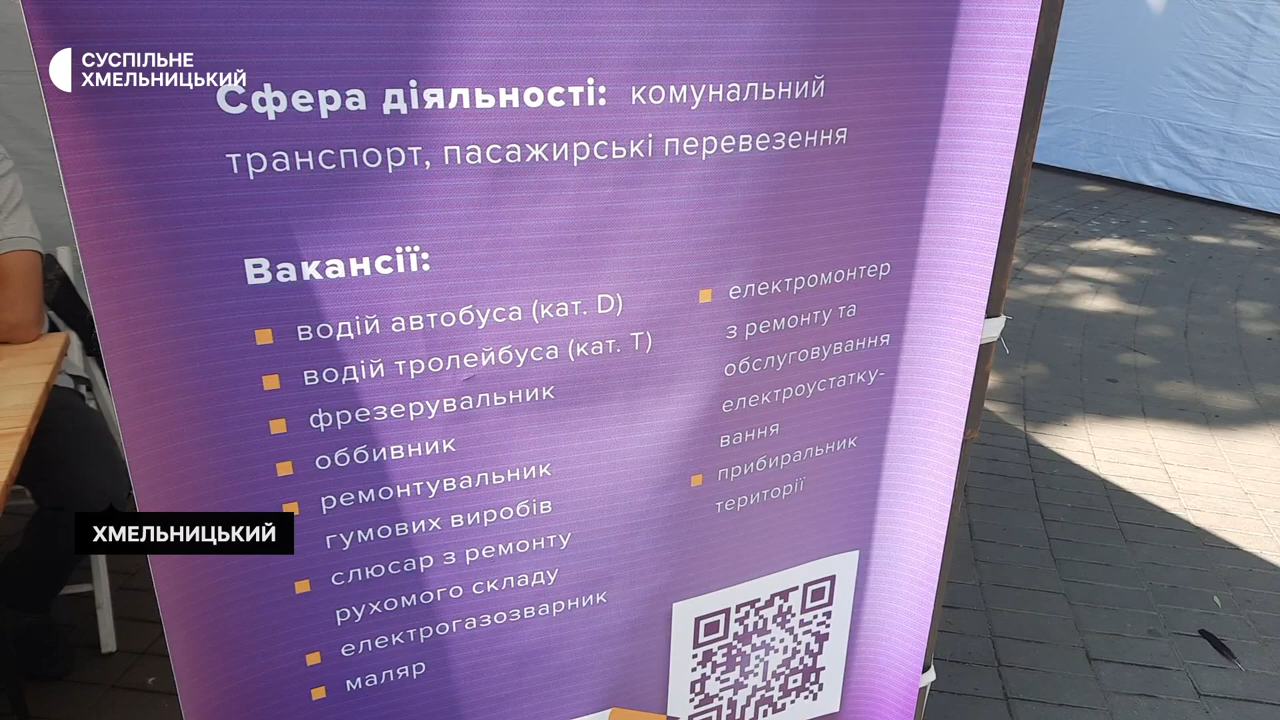 СУСПІЛЬНЕ
ХМЕЛЬНИЦЬКИЙ
Сфера діяльності: комунальний
транспорт, пасажирські перевезення
Вакансії:
водій автобуса (кат. D)
водій тролейбуса (кат. Т)
фрезерувальник
оббивник
ремонтувальник
гумових виробів
слюсар з ремонту
рухомого складу
електрогазозварник
маляр
електромонтер
з ремонту та
обслуговування
електроустатку-
вання
прибиральник
території
ХМЕЛЬНИЦЬКИЙ